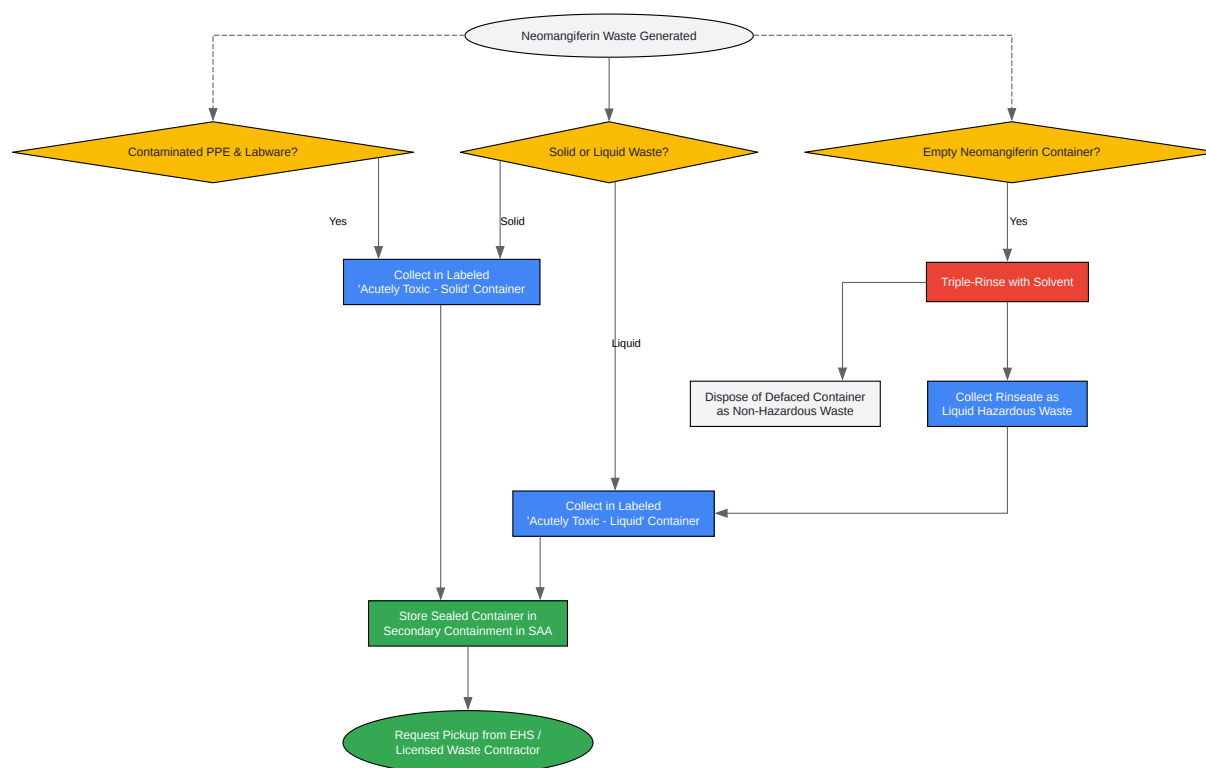 Neomangiferin Waste Generated
Contaminated PPE & Labware?
Solid or Liquid Waste?
Empty Neomangiferin Container?
Yes
Solid
Yes
Collect in Labeled
'Acutely Toxic - Solid' Container
Triple-Rinse with Solvent
Liquid
Dispose of Defaced Container
as Non-Hazardous Waste
Collect Rinseate as
Liquid Hazardous Waste
Collect in Labeled
'Acutely Toxic - Liquid' Container
Store Sealed Container in
Secondary Containment in SAA
Request Pickup from EHS /
Licensed Waste Contractor